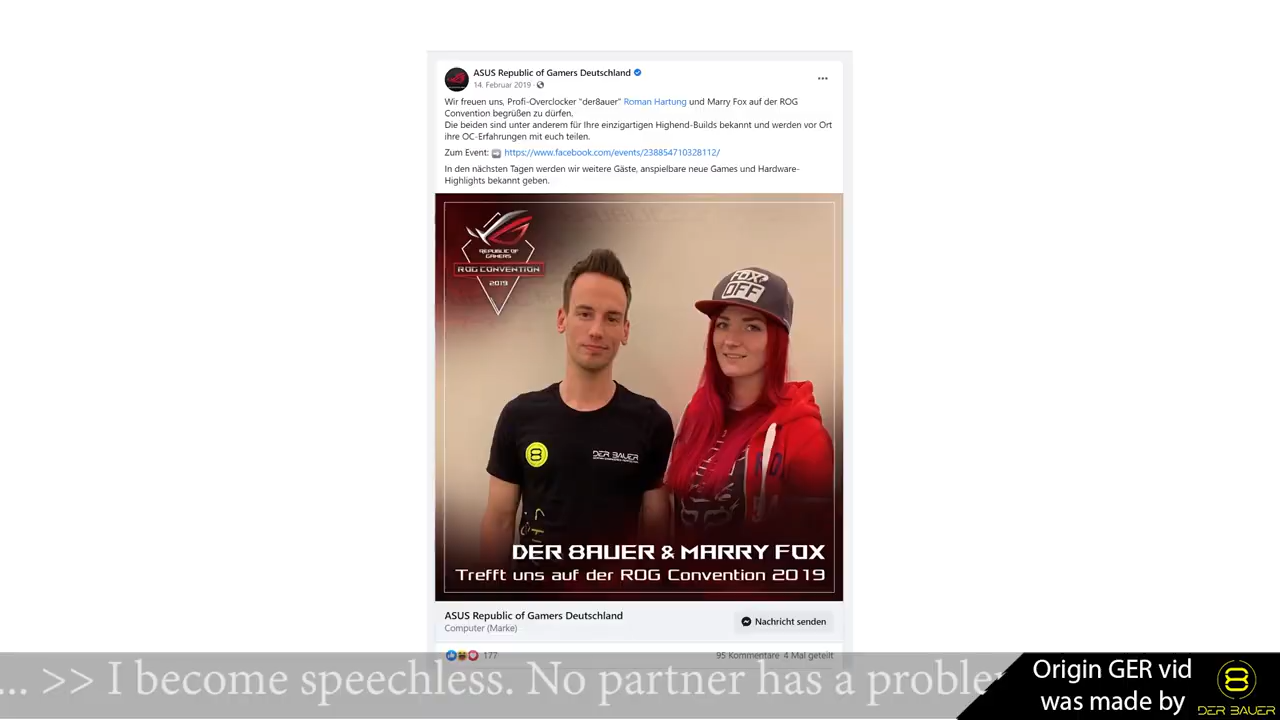 ASUS Republic of Gamers Deutschland
14. Februar 2019 ·
Wir freuen uns, Profi-Overclocker "der8auer" Roman Hartung und Marry Fox auf der ROG
Convention begrüßen zu dürfen.
Die beiden sind unter anderem für Ihre einzigartigen Highend-Builds bekannt und werden vor Ort
ihre OC-Erfahrungen mit euch teilen.
Zum Event: ➡ https://www.facebook.com/events/238854710328112/
In den nächsten Tagen werden wir weitere Gäste, anspielbare neue Games und Hardware-
Highlights bekannt geben.
REPUBLIC OF
GAMERS
ROG CONVENTION
2019
FOX?
OFF
8
DER 8AUER
DER 8AUER & MARRY FOX
Trefft uns auf der ROG Convention 2019
ASUS Republic of Gamers Deutschland
Computer (Marke)
Nachricht senden
177
95 Kommentare 4 Mal geteilt
... >> I become speechless. No partner has a proble
Origin GER vid
was made by
8
DER 8AUER